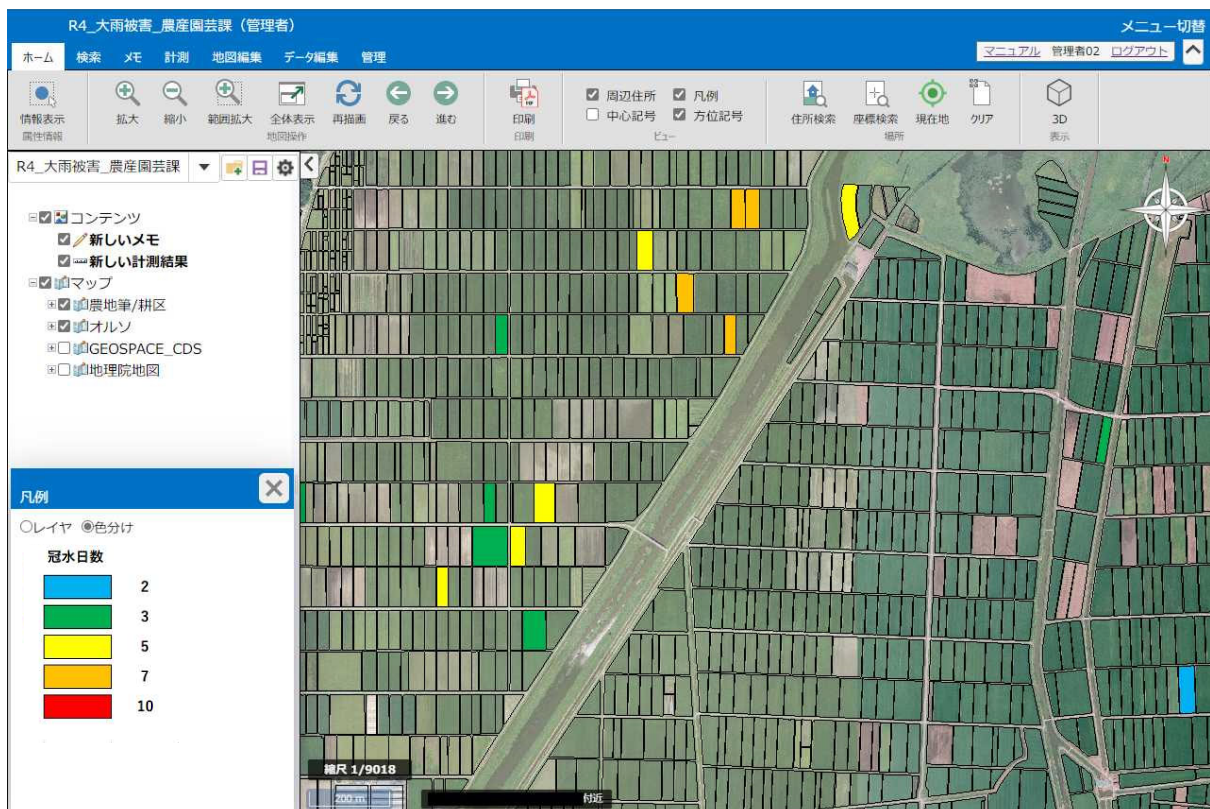 R4_大雨被害_農産園芸課（管理者）
メニュー切替
ホーム 検索 メモ 計測 地図編集 データ編集 管理
マニュアル 管理者02 ログアウト
情報表示 拡大 縮小 範囲拡大 全体表示 再描画 戻る 進む 印刷
周辺住所 凡例
中心記号 方位記号
住所検索 座標検索 現在地 クリア 3D
属性情報 地図操作 印刷 ビュー 場所 表示
R4_大雨被害_農産園芸課
コンテンツ
新しいメモ
新しい計測結果
マップ
農地筆/耕区
オルソ
GEOSPACE_CDS
地理院地図
凡例
レイヤ 色分け
冠水日数
2
3
5
7
10
N
縮尺 1/9018
200 m
付近